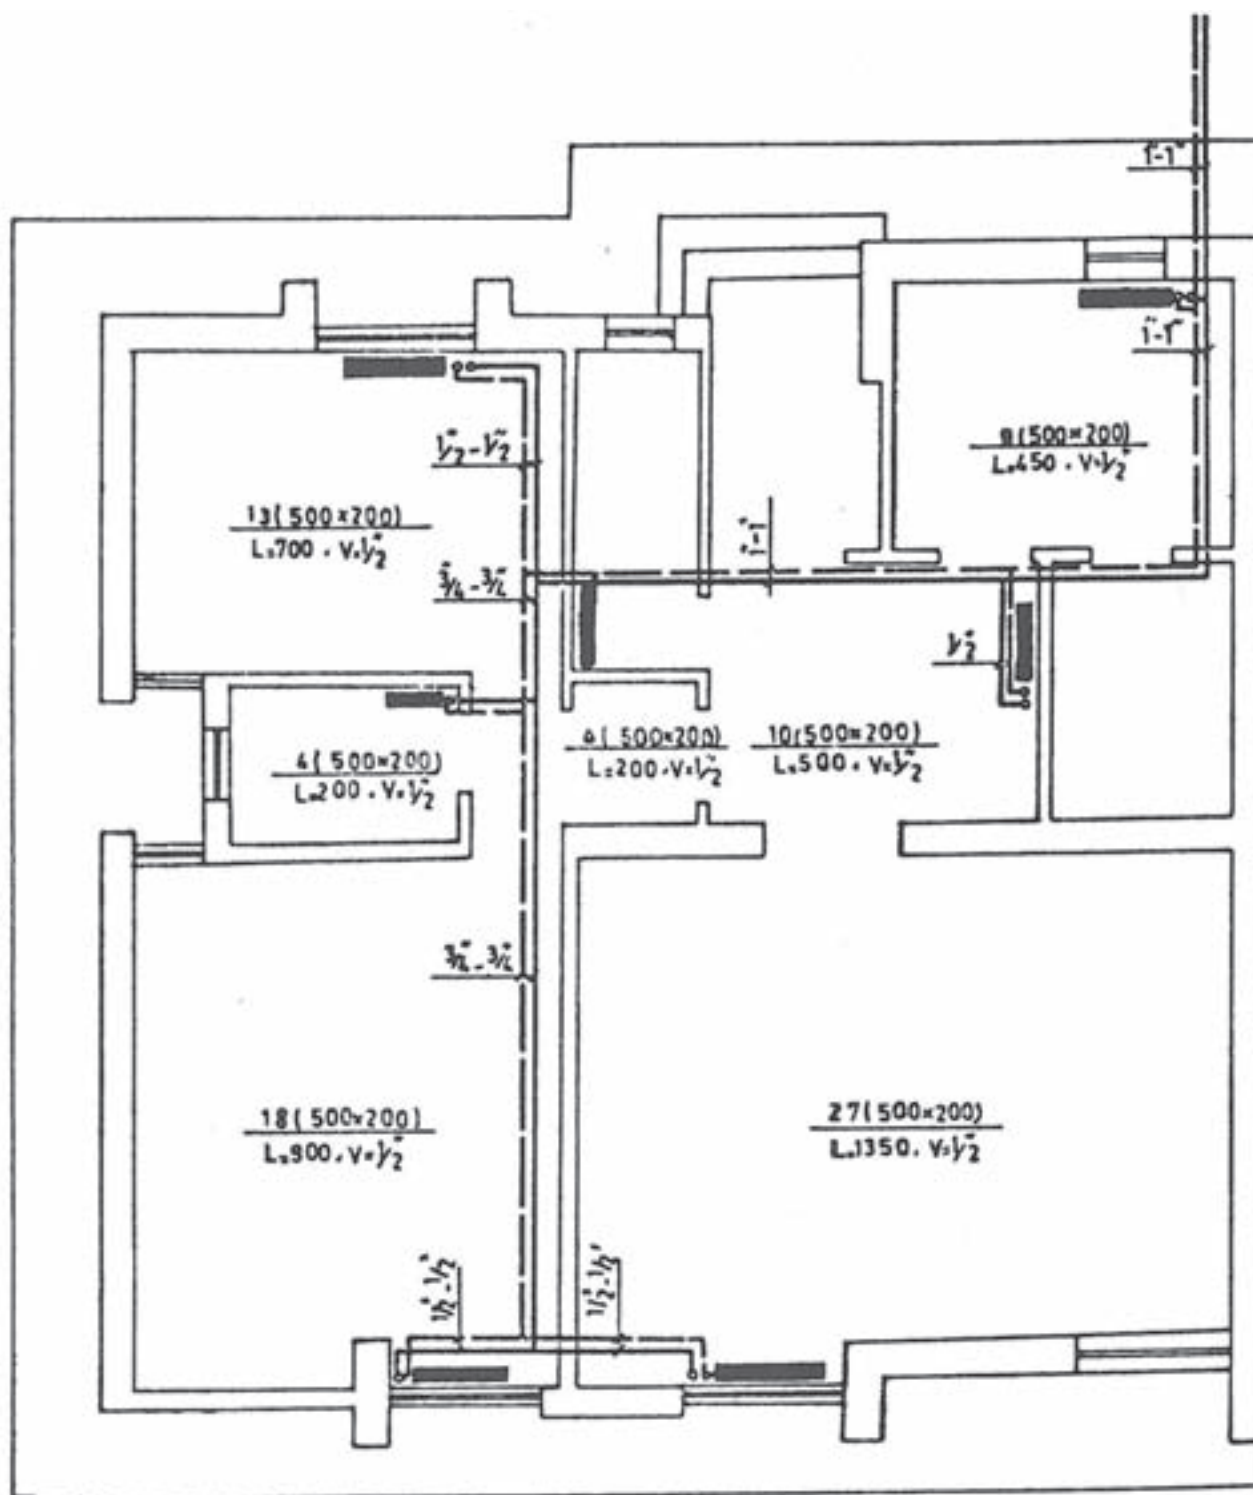 1"-1"
1"-1"
9(500×200)
L=450 . V=1/2"
1/2"-1/2"
13(500×200)
L=700 . V=1/2"
1"-1"
3/4"-3/4"
1/2"
4(500×200)
L=200 . V=1/2"
4(500×200)
L=200 . V=1/2"
10(500×200)
L=500 . V=1/2"
3/4"-3/4"
18(500×200)
L=900 . V=1/2"
27(500×200)
L=1350 . V=1/2"
1/2"-1/2"
1/2"-1/2"